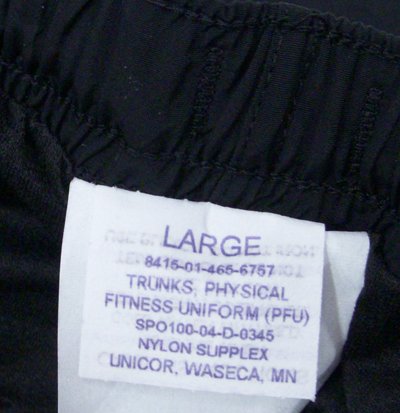 LARGE
8415-01-465-6757
TRUNKS, PHYSICAL
FITNESS UNIFORM (PFU)
SPO100-04-D-0345
NYLON SUPPLEX
UNICOR, WASECA, MN